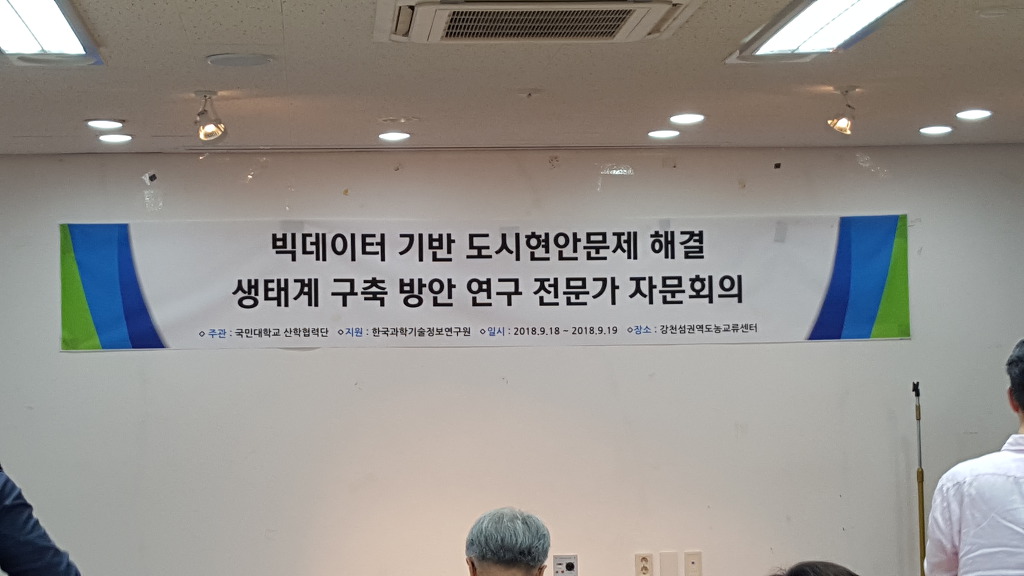 빅데이터 기반 도시현안문제 해결
생태계 구축 방안 연구 전문가 자문회의
◇주관 : 국민대학교 산학협력단 ◇지원 : 한국과학기술정보연구원 ◇일시 : 2018.9.18 ~ 2018.9.19 ◇장소 : 강천섬권역도농교류센터